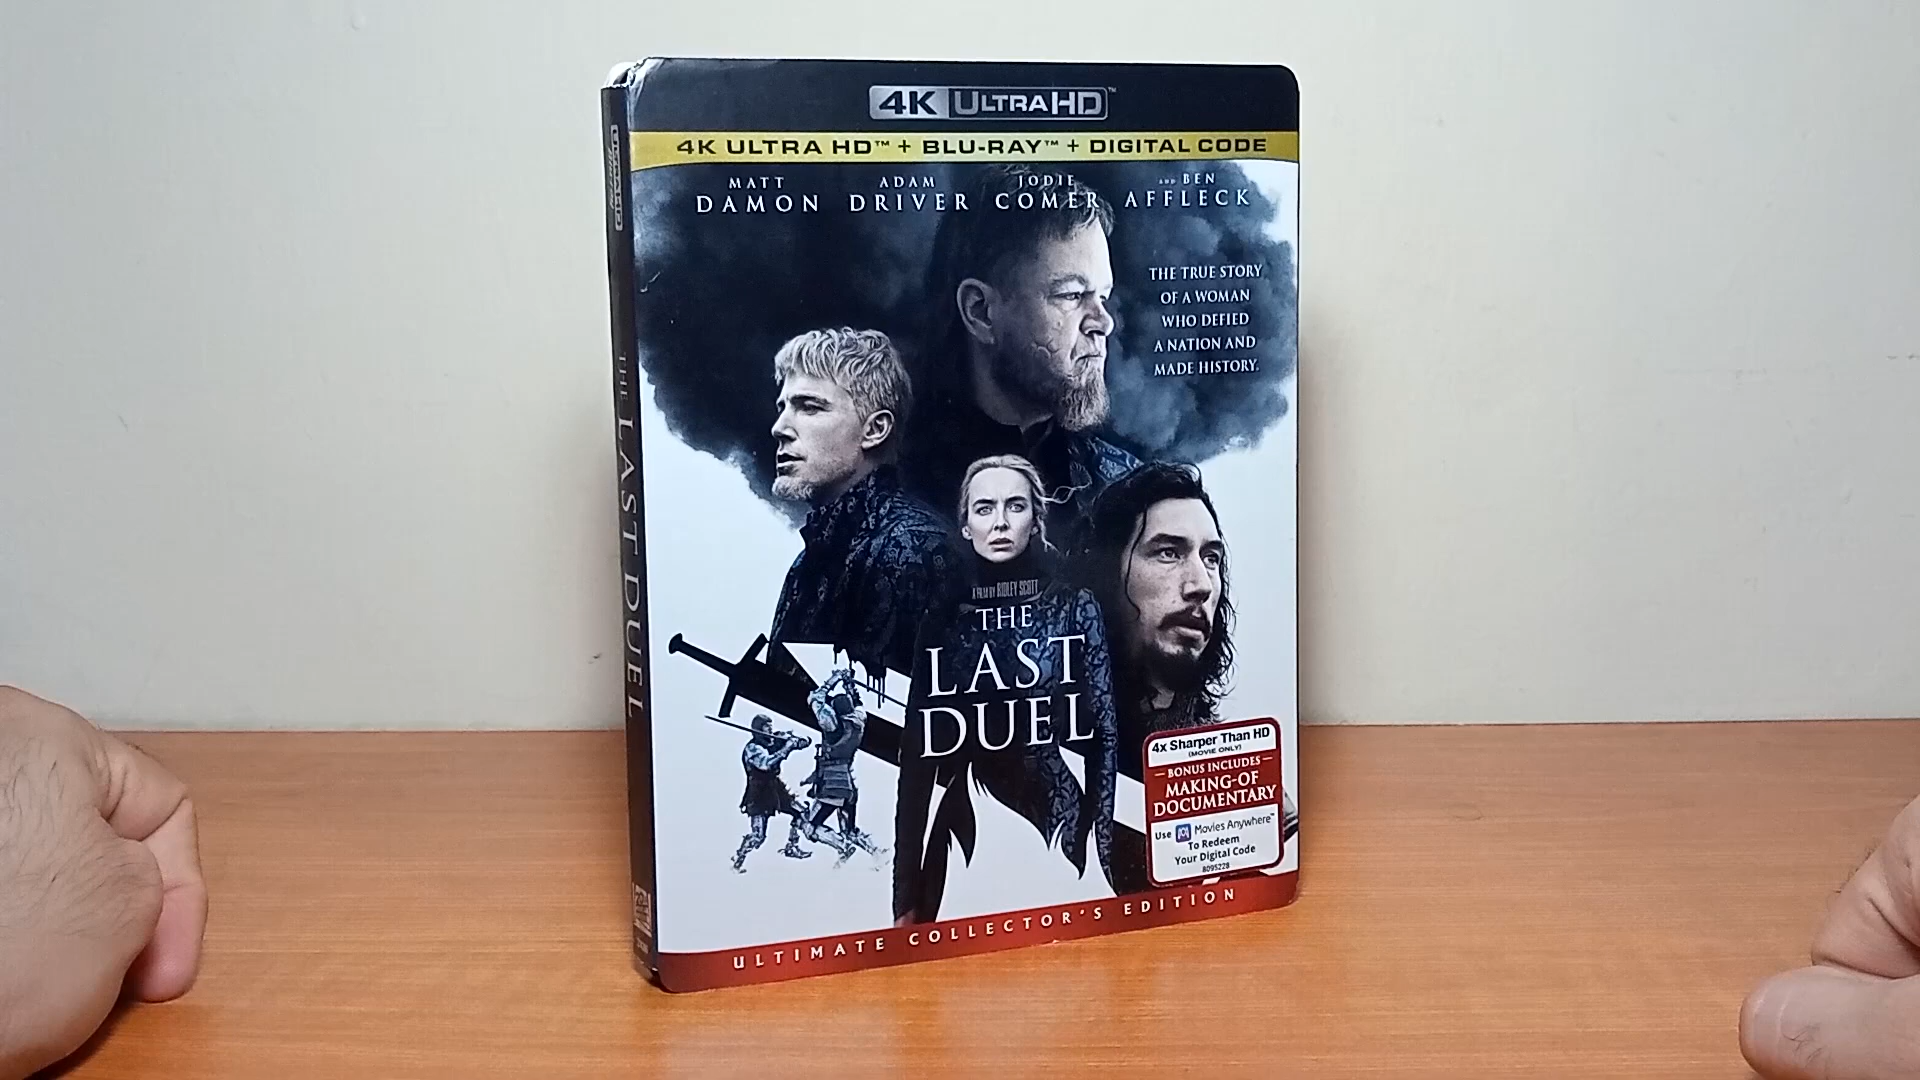 4K ULTRA HD™
4K ULTRA HD™ + BLU-RAY™ + DIGITAL CODE
MATT DAMON
ADAM DRIVER
JODIE COMER
AND BEN AFFLECK
THE TRUE STORY
OF A WOMAN
WHO DEFIED
A NATION AND
MADE HISTORY.
A FILM BY RIDLEY SCOTT
THE
LAST
DUEL
4x Sharper Than HD
(MOVIE ONLY)
BONUS INCLUDES
MAKING-OF
DOCUMENTARY
Use Movies Anywhere™
To Redeem
Your Digital Code
8095228
ULTIMATE COLLECTOR'S EDITION
THE LAST DUEL